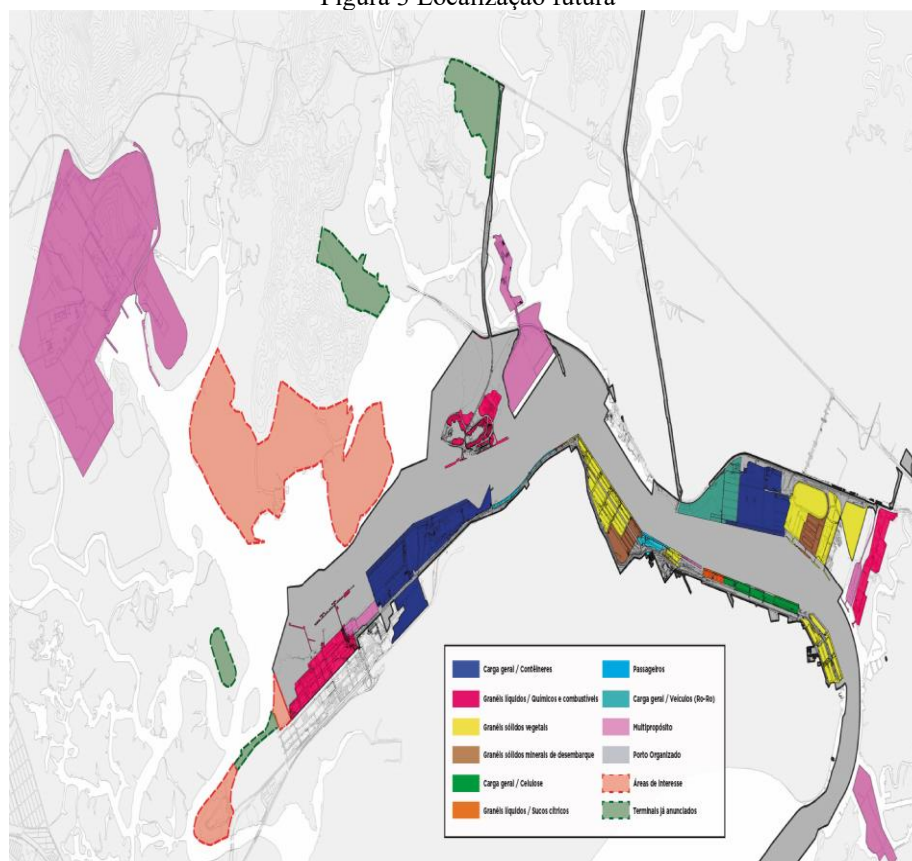 Figura 3 Localização futura
Carga geral / Contêineres
Granéis líquidos / Químicos e combustíveis
Granéis sólidos vegetais
Granéis sólidos minerais de desembarque
Carga geral / Celulose
Granéis líquidos / Sucos cítricos
Passageiros
Carga geral / Veículos (Ro-Ro)
Multipropósito
Porto Organizado
Áreas de interesse
Terminais já anunciados